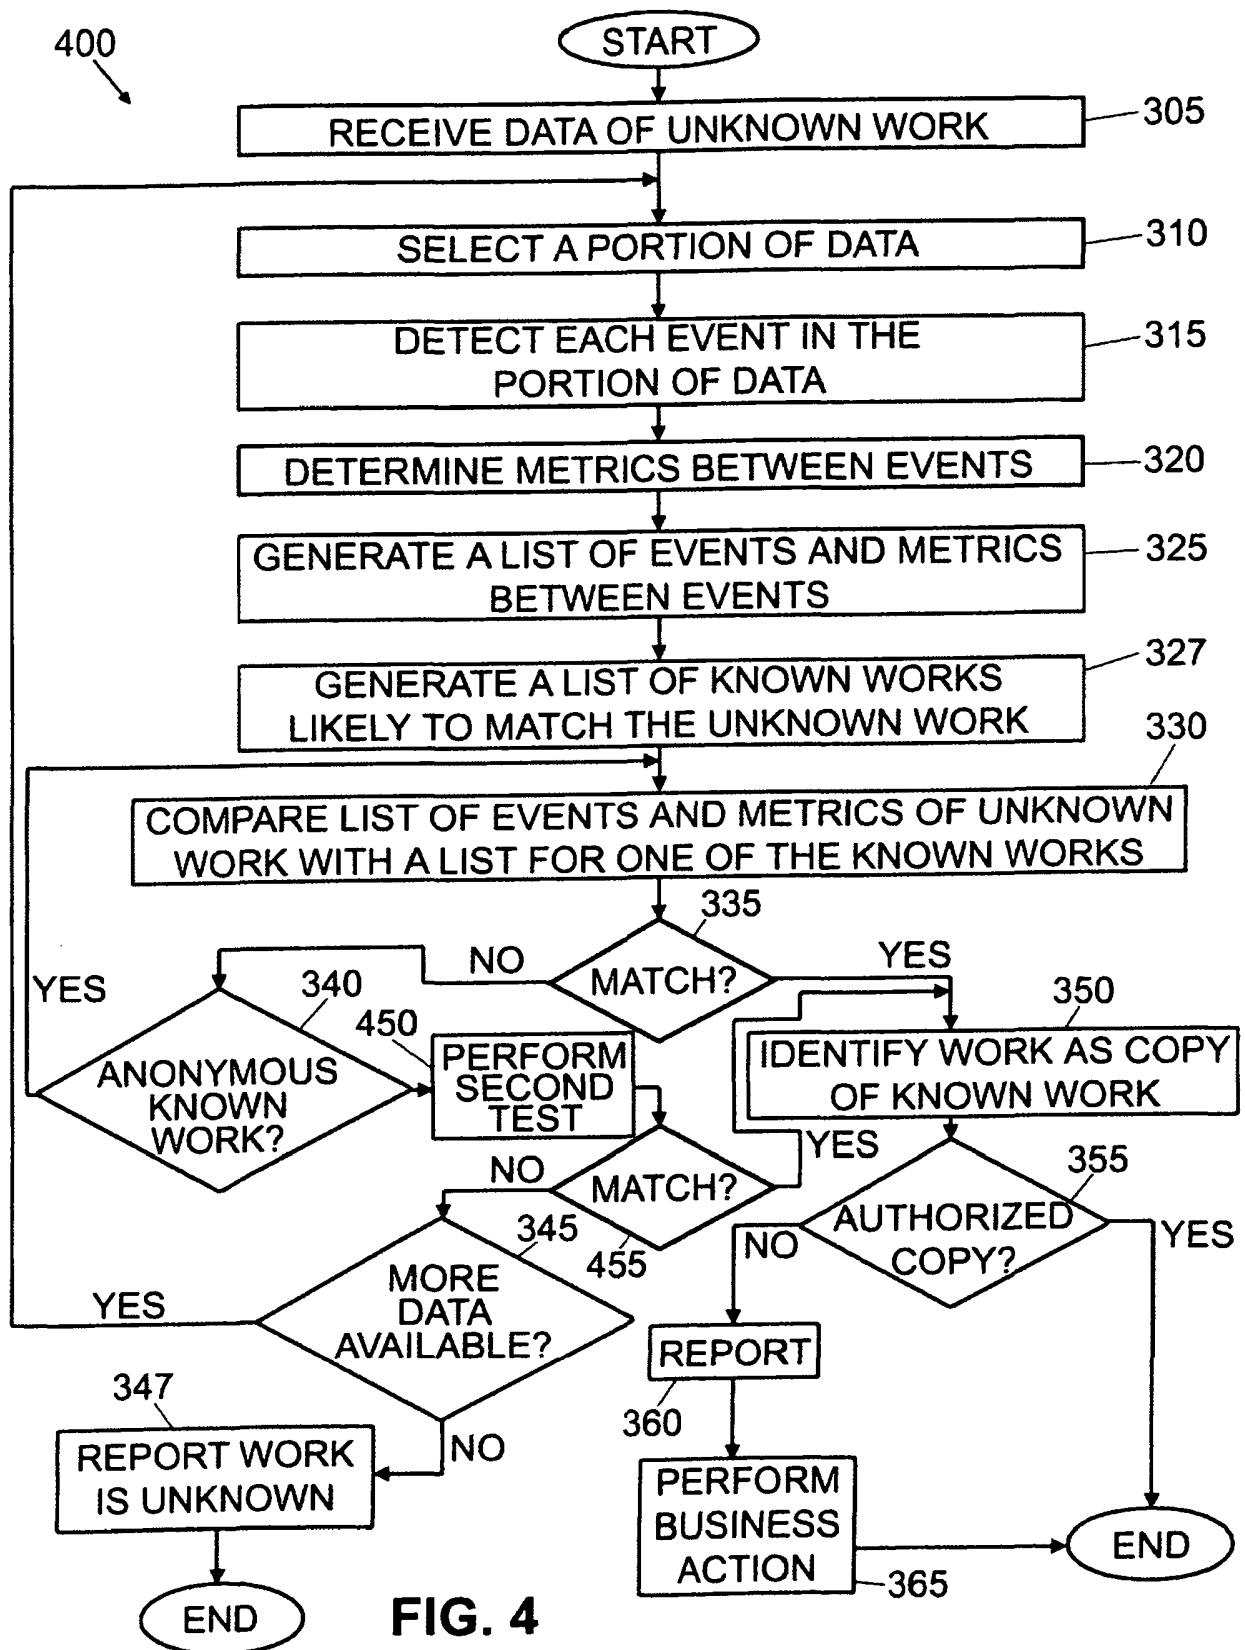 START
400
RECEIVE DATA OF UNKNOWN WORK
305
SELECT A PORTION OF DATA
310
DETECT EACH EVENT IN THE
PORTION OF DATA
315
DETERMINE METRICS BETWEEN EVENTS
320
GENERATE A LIST OF EVENTS AND METRICS
BETWEEN EVENTS
325
GENERATE A LIST OF KNOWN WORKS
LIKELY TO MATCH THE UNKNOWN WORK
327
330
COMPARE LIST OF EVENTS AND METRICS OF UNKNOWN
WORK WITH A LIST FOR ONE OF THE KNOWN WORKS
335
MATCH?
NO
YES
YES
340
ANONYMOUS
KNOWN
WORK?
450
PERFORM
SECOND
TEST
350
IDENTIFY WORK AS COPY
OF KNOWN WORK
MATCH?
NO
YES
455
355
AUTHORIZED
COPY?
NO
YES
345
MORE
DATA
AVAILABLE?
YES
NO
REPORT
360
347
REPORT WORK
IS UNKNOWN
PERFORM
BUSINESS
ACTION
365
END
END
FIG. 4